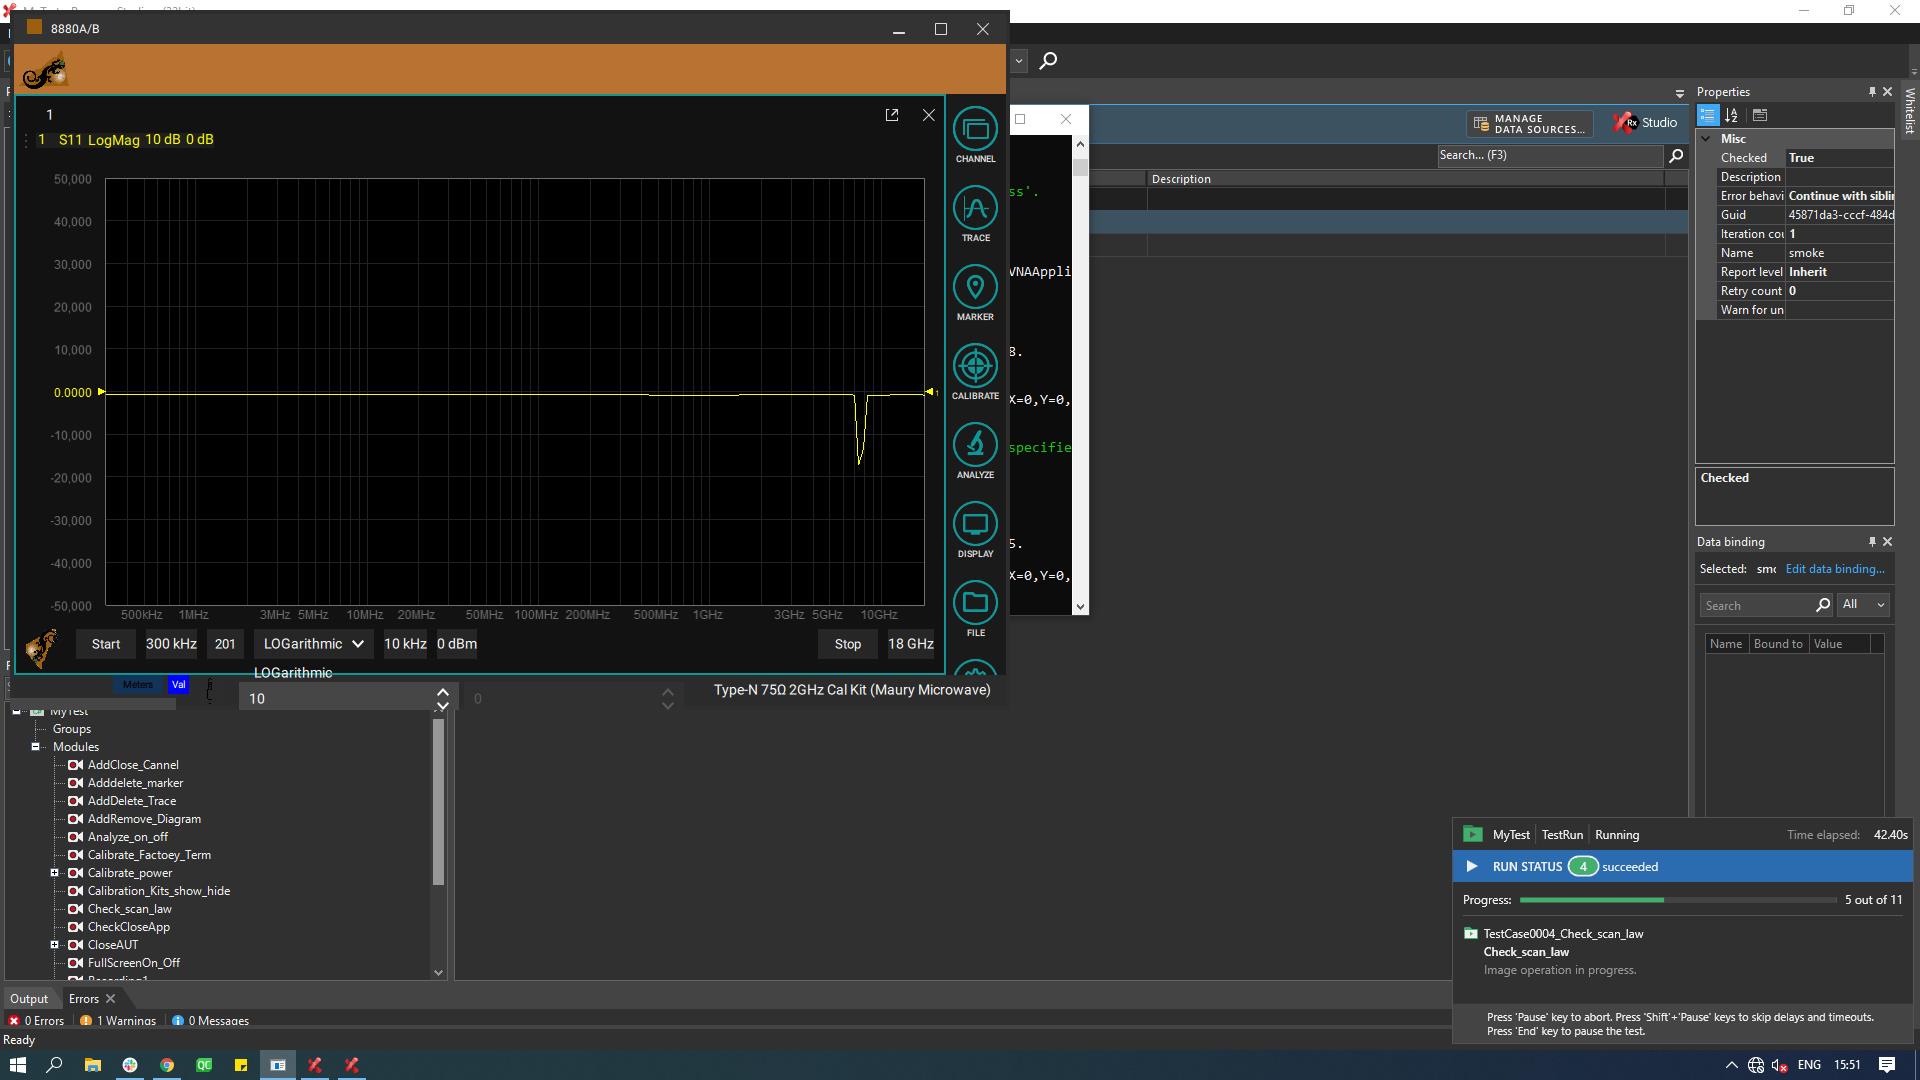 8880A/B
1
1 S11 LogMag 10 dB 0 dB
50,000
40,000
30,000
20,000
10,000
0.0000
-10,000
-20,000
-30,000
-40,000
-50,000
1
500kHz 1MHz 3MHz 5MHz 10MHz 20MHz 50MHz 100MHz 200MHz 500MHz 1GHz 3GHz 5GHz 10GHz
Start 300 kHz 201 LOGarithmic 10 kHz 0 dBm Stop 18 GHz
LOGarithmic
Meters Val
10
0
Type-N 75Ω 2GHz Cal Kit (Maury Microwave)
CHANNEL
TRACE
MARKER
CALIBRATE
ANALYZE
DISPLAY
FILE
ss'.
VNAAppli
8.
X=0,Y=0,
specifie
5.
X=0,Y=0,
MANAGE
DATA SOURCES...
Rx Studio
Search... (F3)
Description
Properties
Whitelist
Misc
Checked True
Description
Error behavi Continue with siblin
Guid 45871da3-cccf-484d
Iteration cou 1
Name smoke
Report level Inherit
Retry count 0
Warn for un
Checked
Data binding
Selected: smo Edit data binding...
Search All
Name Bound to Value
MyTest
Groups
Modules
AddClose_Cannel
Adddelete_marker
AddDelete_Trace
AddRemove_Diagram
Analyze_on_off
Calibrate_Factoey_Term
Calibrate_power
Calibration_Kits_show_hide
Check_scan_law
CheckCloseApp
CloseAUT
FullScreenOn_Off
Recording1
MyTest TestRun Running Time elapsed: 42.40s
RUN STATUS 4 succeeded
Progress: 5 out of 11
TestCase0004_Check_scan_law
Check_scan_law
Image operation in progress.
Press 'Pause' key to abort. Press 'Shift'+'Pause' keys to skip delays and timeouts.
Press 'End' key to pause the test.
Output Errors
0 Errors 1 Warnings 0 Messages
Ready
QC
ENG 15:51